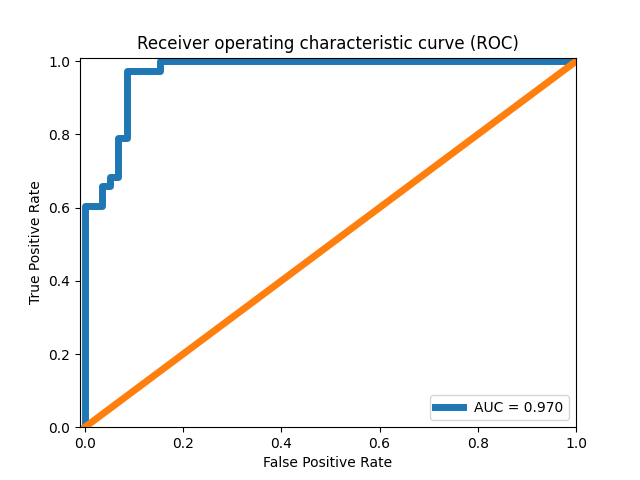 Receiver operating characteristic curve (ROC)
1.0
0.8
0.6
0.4
0.2
0.0
True Positive Rate
AUC = 0.970
0.0 0.2 0.4 0.6 0.8 1.0
False Positive Rate